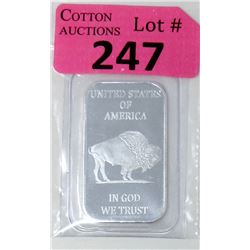 COTTON
AUCTIONS
Lot #
247
UNITED STATES
OF
AMERICA
IN GOD
WE TRUST